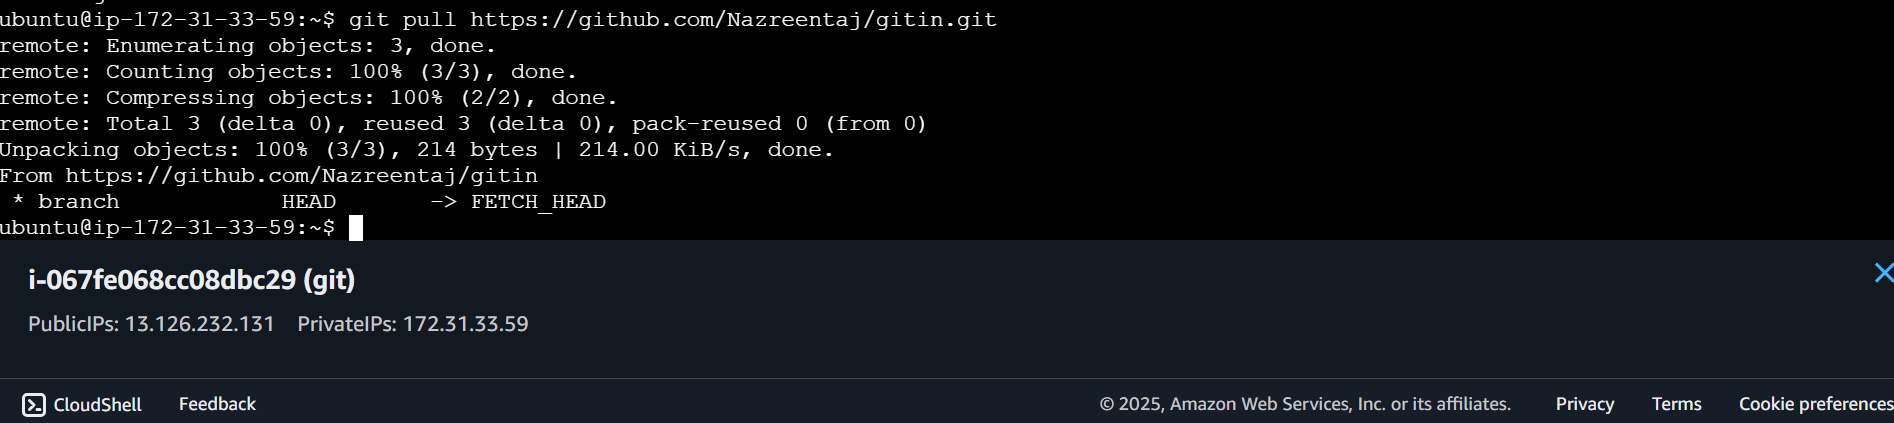 ubuntu@ip-172-31-33-59:~$ git pull https://github.com/Nazreentaj/gitin.git
remote: Enumerating objects: 3, done.
remote: Counting objects: 100% (3/3), done.
remote: Compressing objects: 100% (2/2), done.
remote: Total 3 (delta 0), reused 3 (delta 0), pack-reused 0 (from 0)
Unpacking objects: 100% (3/3), 214 bytes | 214.00 KiB/s, done.
From https://github.com/Nazreentaj/gitin
 * branch            HEAD       -> FETCH_HEAD
ubuntu@ip-172-31-33-59:~$
i-067fe068cc08dbc29 (git)
PublicIPs: 13.126.232.131 PrivateIPs: 172.31.33.59
CloudShell Feedback © 2025, Amazon Web Services, Inc. or its affiliates. Privacy Terms Cookie preferences